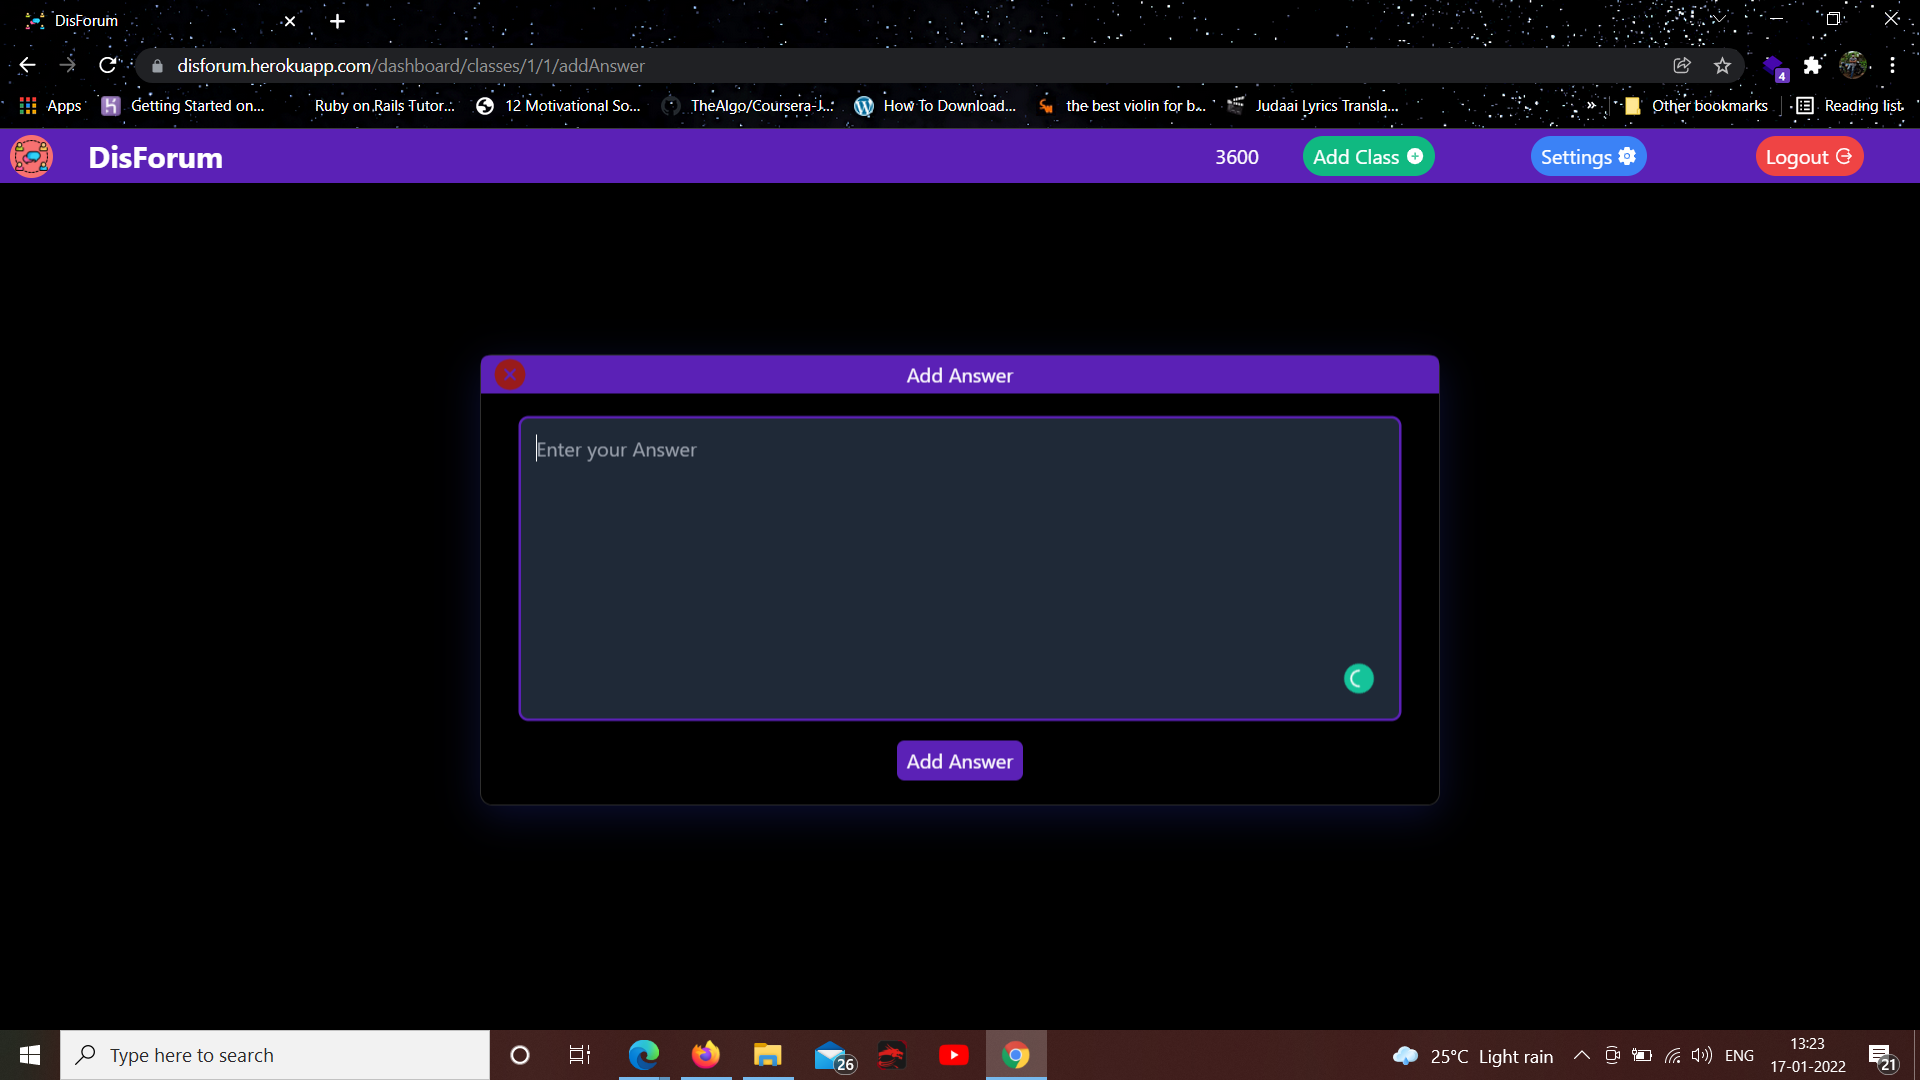 DisForum
disforum.herokuapp.com/dashboard/classes/1/1/addAnswer
4
Apps
Getting Started on...
Ruby on Rails Tutor...
12 Motivational So...
TheAlgo/Coursera-J...
How To Download...
the best violin for b...
Judaai Lyrics Transla...
»
Other bookmarks
Reading list
DisForum
3600
Add Class
Settings
Logout
Add Answer
Enter your Answer
Add Answer
Type here to search
26
25°C Light rain
ENG
13:23
17-01-2022
21